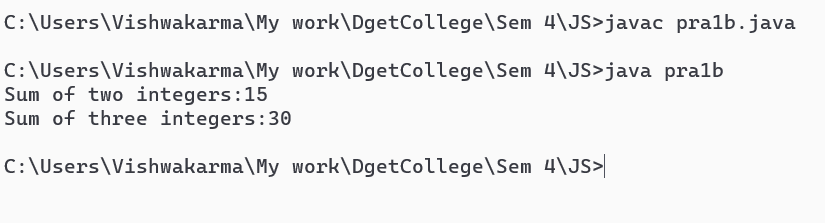 C:\Users\Vishwakarma\My work\DgetCollege\Sem 4\JS>javac pra1b.java
C:\Users\Vishwakarma\My work\DgetCollege\Sem 4\JS>java pra1b
Sum of two integers:15
Sum of three integers:30
C:\Users\Vishwakarma\My work\DgetCollege\Sem 4\JS>